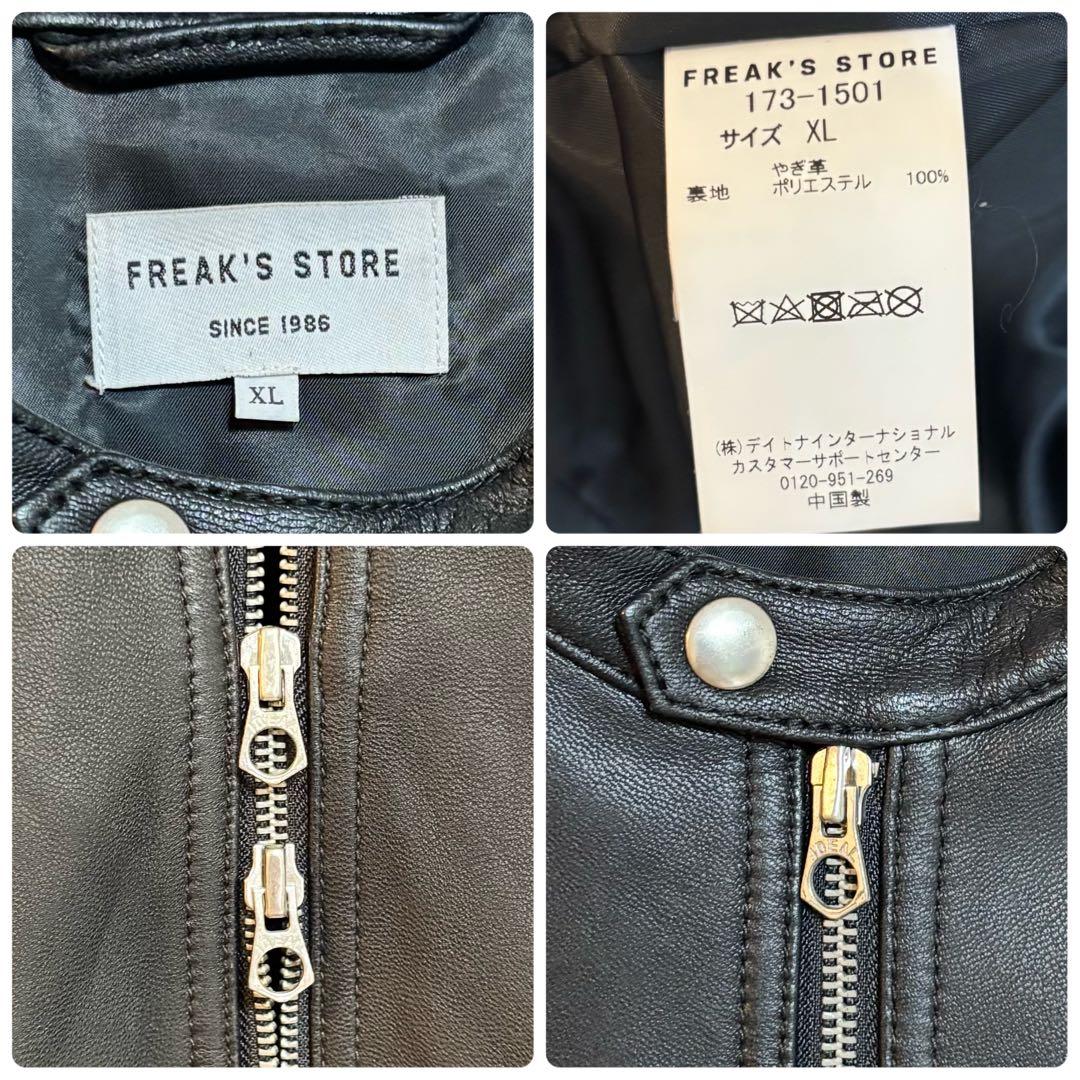 FREAK'S STORE
SINCE 1986
XL
FREAK'S STORE
173-1501
サイズ XL
やぎ革
裏地 ポリエステル 100%
(株)デイトナインターナショナル
カスタマーサポートセンター
0120-951-269
中国製
IDEAL
IDEAL